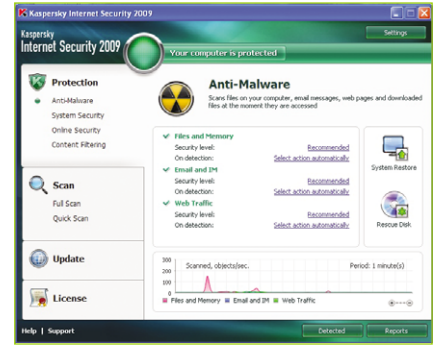 Kaspersky Internet Security 2009
Kaspersky
Internet Security 2009
Settings
Your computer is protected
Protection
Anti-Malware
System Security
Online Security
Content Filtering
Scan
Full Scan
Quick Scan
Update
License
Anti-Malware
Scans files on your computer, email messages, web pages and downloaded
files at the moment they are accessed
Files and Memory
Security level: Recommended
On detection: Select action automatically
Email and IM
Security level: Recommended
On detection: Select action automatically
Web Traffic
Security level: Recommended
On detection: Select action automatically
System Restore
Rescue Disk
Scanned, objects/sec. Period: 1 minute(s)
300
200
100
0
Files and Memory Email and IM Web Traffic
Help | Support
Detected
Reports